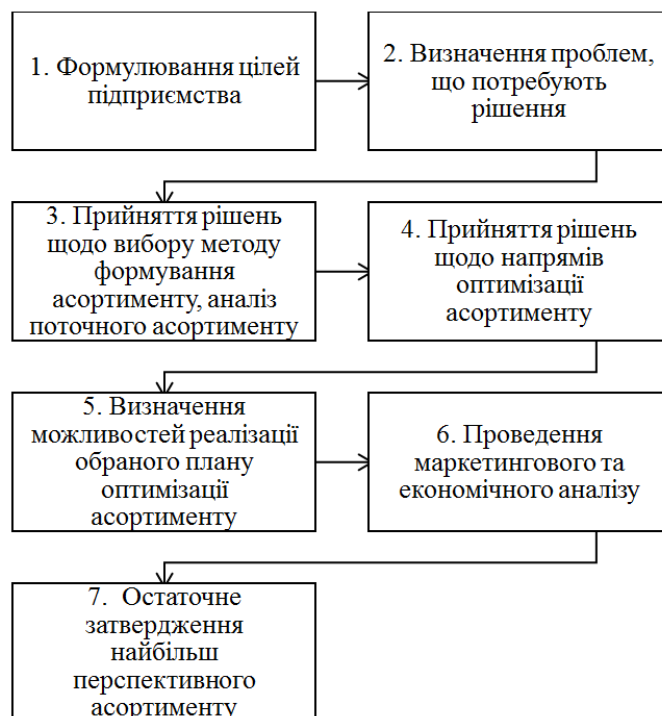 1. Формулювання цілей
підприємства
2. Визначення проблем,
що потребують
рішення
3. Прийняття рішень
щодо вибору методу
формування
асортименту, аналіз
поточного асортименту
4. Прийняття рішень
щодо напрямів
оптимізації
асортименту
5. Визначення
можливостей реалізації
обраного плану
оптимізації
асортименту
6. Проведення
маркетингового та
економічного аналізу
7. Остаточне
затвердження
найбільш
перспективного
асортименту